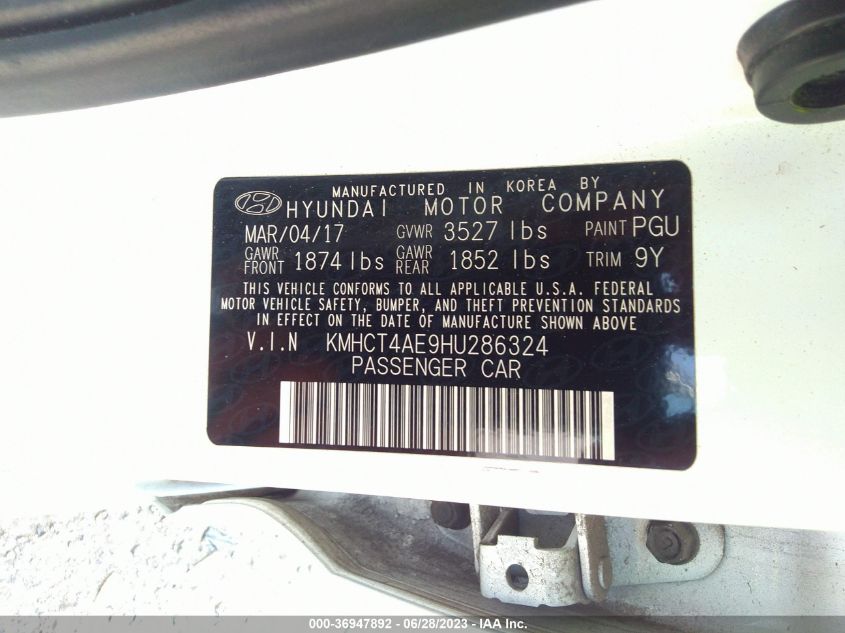 MANUFACTURED IN KOREA BY
HYUNDAI MOTOR COMPANY
MAR/04/17 GVWR 3527 lbs PAINT PGU
GAWR FRONT 1874 lbs GAWR REAR 1852 lbs TRIM 9Y
THIS VEHICLE CONFORMS TO ALL APPLICABLE U.S.A. FEDERAL
MOTOR VEHICLE SAFETY, BUMPER, AND THEFT PREVENTION STANDARDS
IN EFFECT ON THE DATE OF MANUFACTURE SHOWN ABOVE
V.I.N KMHCT4AE9HU286324
PASSENGER CAR
000-36947892 - 06/28/2023 - IAA Inc.